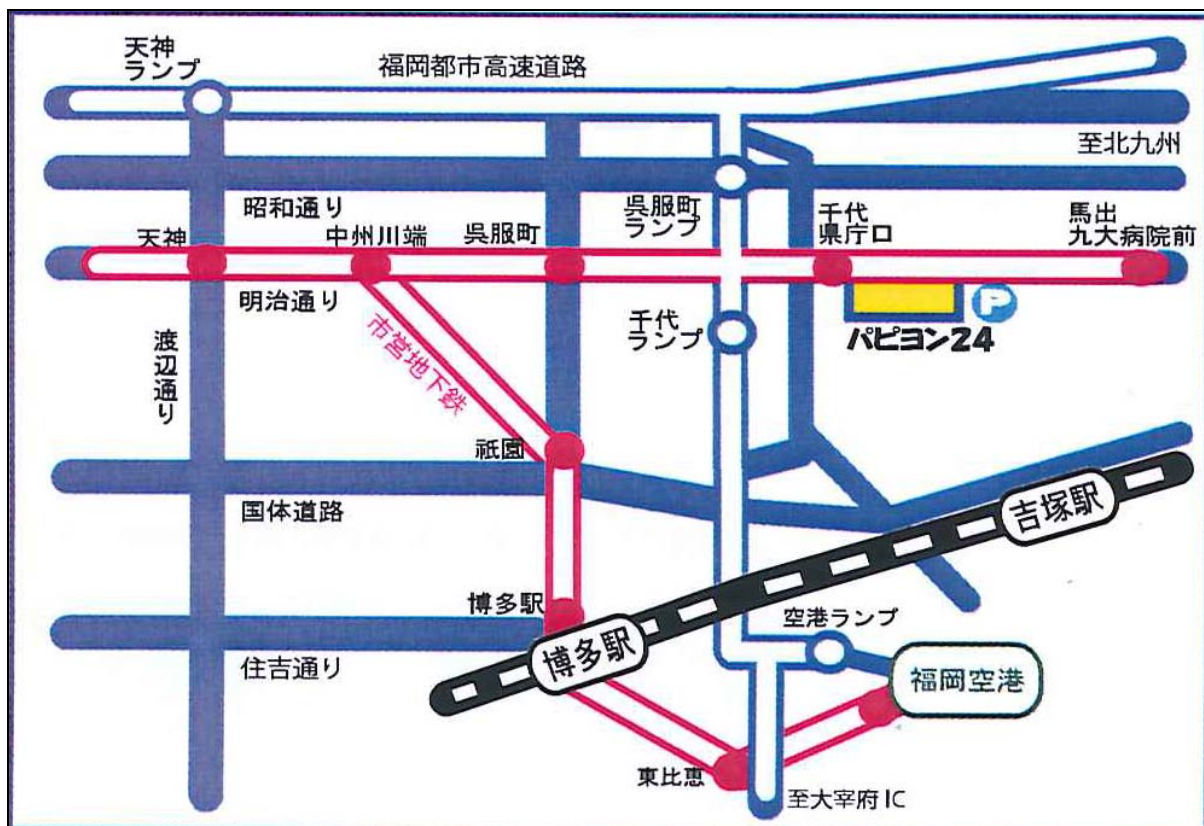 天神
ランプ
福岡都市高速道路
至北九州
昭和通り
呉服町
ランプ
千代
県庁口
馬出
九大病院前
天神
中州川端
呉服町
明治通り
千代
ランプ
P
パピヨン24
渡辺通り
市営地下鉄
祇園
国体道路
吉塚駅
博多駅
空港ランプ
博多駅
住吉通り
福岡空港
東比恵
至大宰府IC